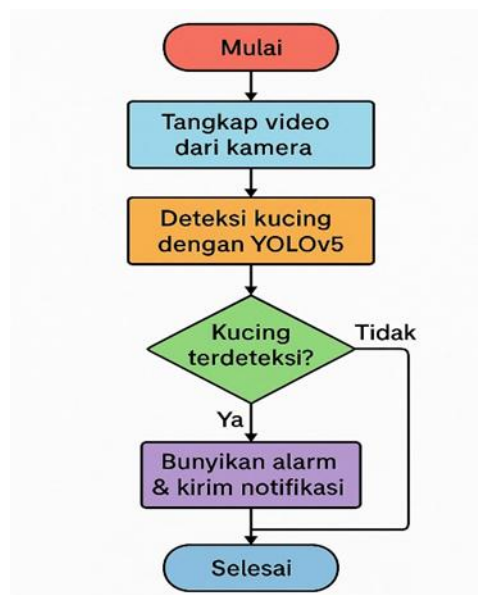 Mulai
Tangkap video
dari kamera
Deteksi kucing
dengan YOLOv5
Kucing
terdeteksi?
Tidak
Ya
Bunyikan alarm
& kirim notifikasi
Selesai